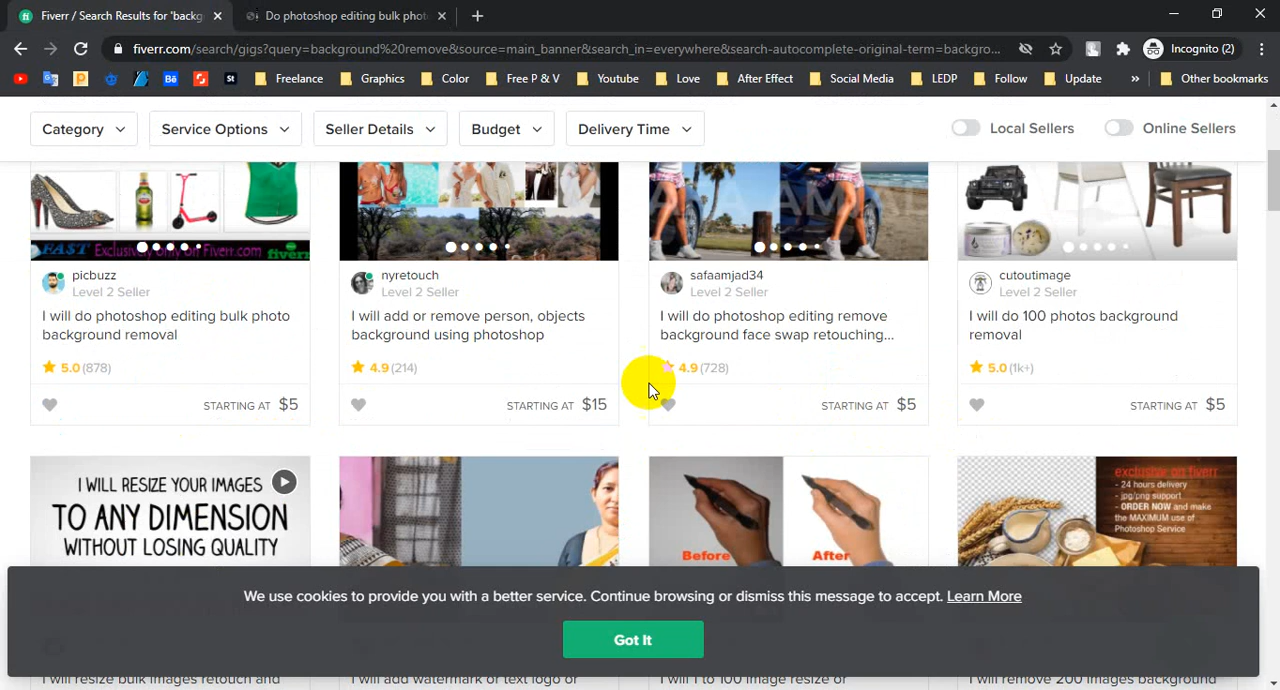 Fiverr / Search Results for 'backg
Do photoshop editing bulk phot
fiverr.com/search/gigs?query=background%20remove&source=main_banner&search_in=everywhere&search-autocomplete-original-term=backgro...
Incognito (2)
Freelance
Graphics
Color
Free P & V
Youtube
Love
After Effect
Social Media
LEDP
Follow
Update
»
Other bookmarks
Category
Service Options
Seller Details
Budget
Delivery Time
Local Sellers
Online Sellers
FAST Exclusively only on Fiverr.com fiverr
picbuzz
Level 2 Seller
I will do photoshop editing bulk photo
background removal
5.0 (878)
STARTING AT $5
nyretouch
Level 2 Seller
I will add or remove person, objects
background using photoshop
4.9 (214)
STARTING AT $15
safaamjad34
Level 2 Seller
I will do photoshop editing remove
background face swap retouching...
4.9 (728)
STARTING AT $5
cutoutimage
Level 2 Seller
I will do 100 photos background
removal
5.0 (1k+)
STARTING AT $5
I WILL RESIZE YOUR IMAGES
TO ANY DIMENSION
WITHOUT LOSING QUALITY
Before
After
exclusive on fiverr
- 24 hours delivery
- jpg/png support
- ORDER NOW and make
the MAXIMUM use of
Photoshop Service
We use cookies to provide you with a better service. Continue browsing or dismiss this message to accept. Learn More
Got It
I will resize bulk images retouch and
I will add watermark or text logo or
I will 1 to 100 image resize or
I will remove 200 images background